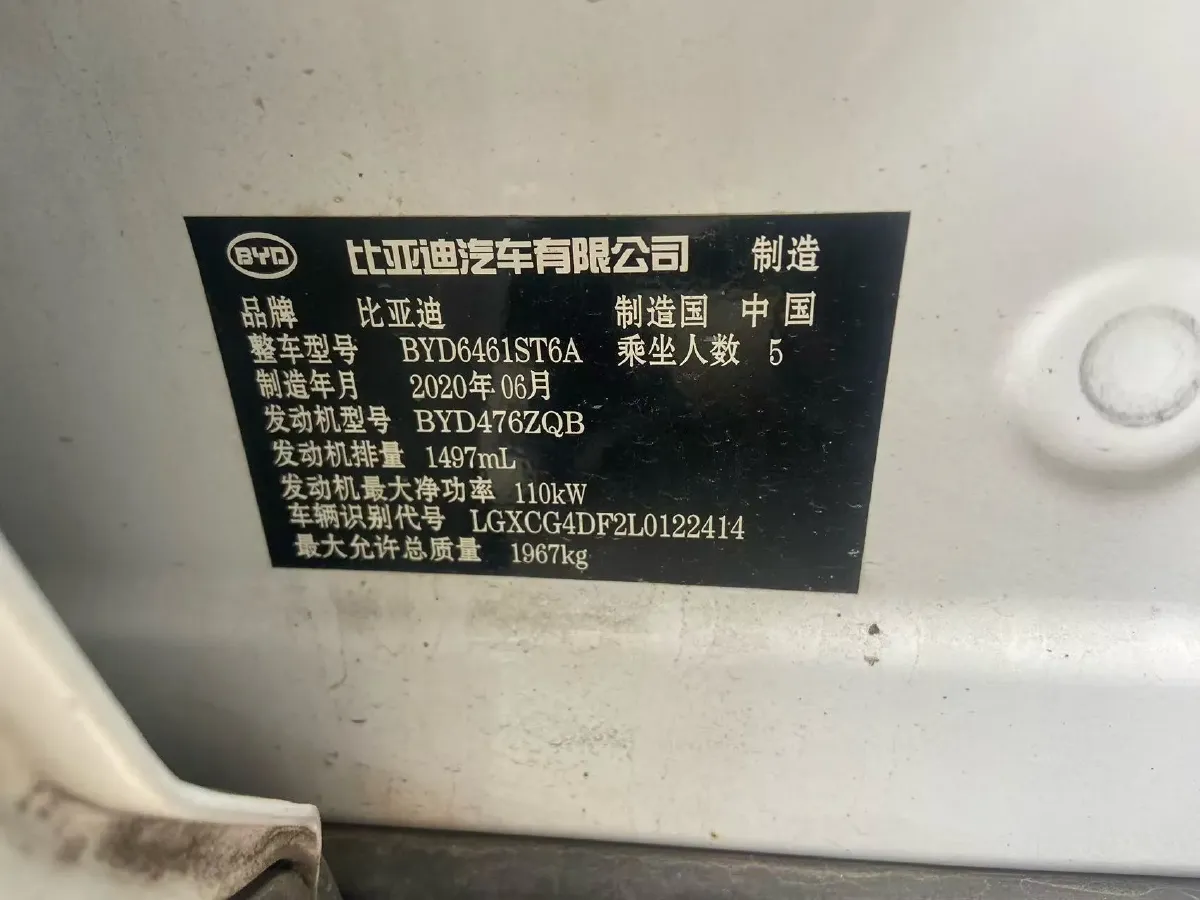 BYD 比亚迪汽车有限公司 制造
品牌 比亚迪 制造国 中国
整车型号 BYD6461ST6A 乘坐人数 5
制造年月 2020年06月
发动机型号 BYD476ZQB
发动机排量 1497mL
发动机最大净功率 110kW
车辆识别代号 LGXCG4DF2L0122414
最大允许总质量 1967kg